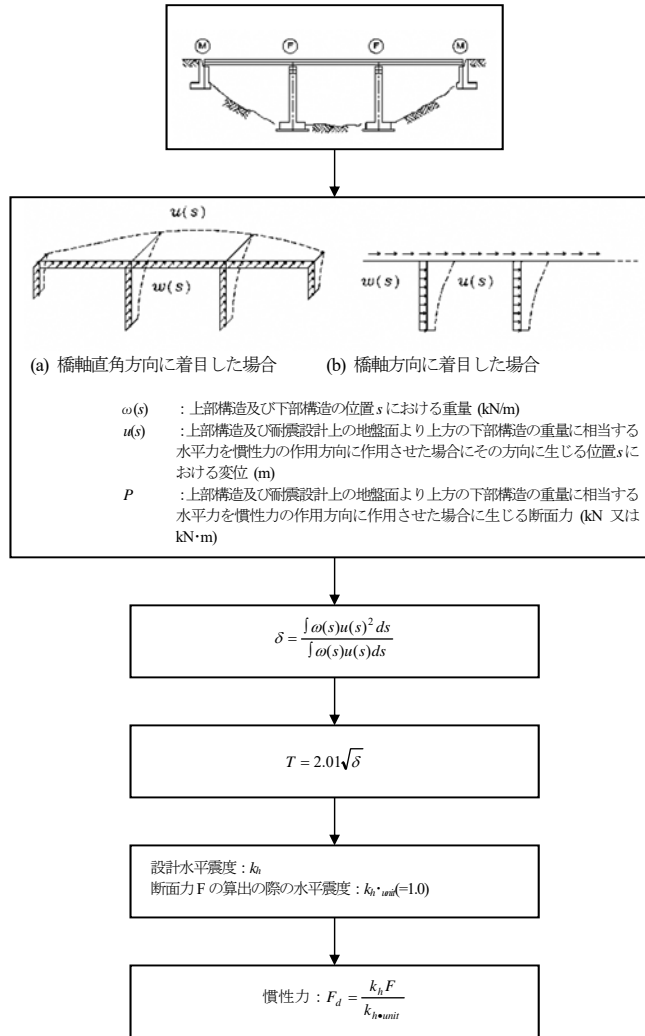 M F F M
u(s)
w(s)
w(s) u(s)
(a) 橋軸直角方向に着目した場合 (b) 橋軸方向に着目した場合
ω(s) ：上部構造及び下部構造の位置 s における重量 (kN/m)
u(s) ：上部構造及び耐震設計上の地盤面より上方の下部構造の重量に相当する
水平力を慣性力の作用方向に作用させた場合にその方向に生じる位置 s に
おける変位 (m)
P ：上部構造及び耐震設計上の地盤面より上方の下部構造の重量に相当する
水平力を慣性力の作用方向に作用させた場合に生じる断面力 (kN 又は
kN･m)
δ = ∫ω(s)u(s)²ds / ∫ω(s)u(s)ds
T = 2.01√δ
設計水平震度：kh
断面力 F の算出の際の水平震度：kh･unit(=1.0)
慣性力：Fd = kh F / kh•unit